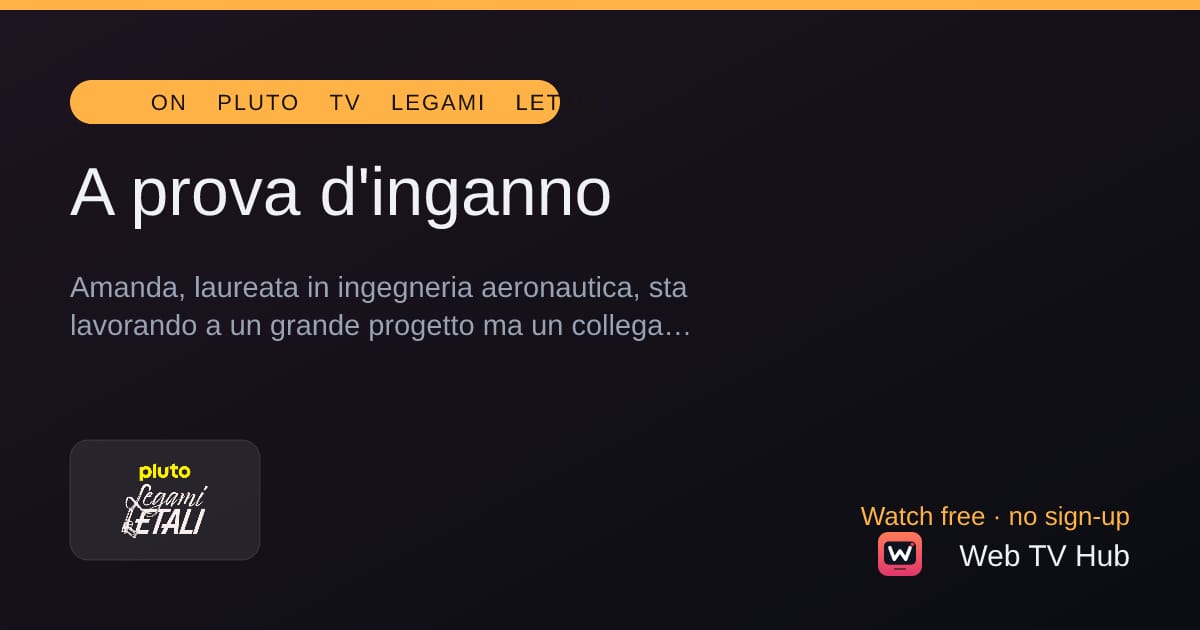 ON PLUTO TV LEGAMI LET
A prova d'inganno
Amanda, laureata in ingegneria aeronautica, sta
lavorando a un grande progetto ma un collega…
pluto
Legami
LETALI
Watch free · no sign-up
W
Web TV Hub